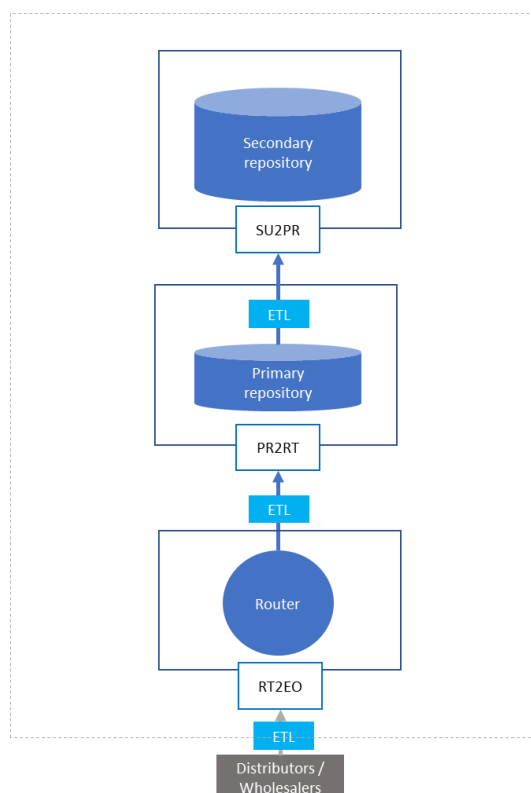 Secondary
repository
SU2PR
ETL
Primary
repository
PR2RT
ETL
Router
RT2EO
ETL
Distributors /
Wholesalers